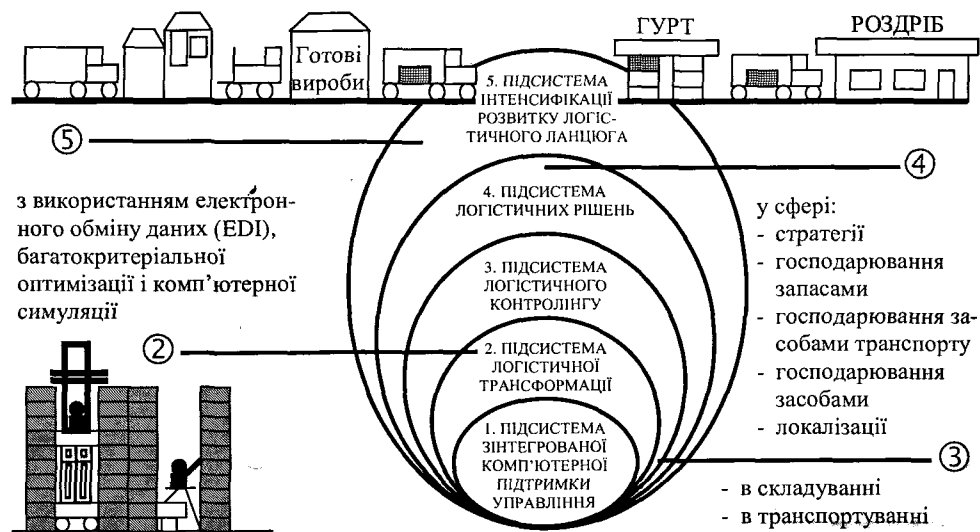 ГУРТ
РОЗДРІБ
Готові
вироби
5. ПІДСИСТЕМА
ІНТЕНСИФІКАЦІЇ
РОЗВИТКУ ЛОГІС-
ТИЧНОГО ЛАНЦЮГА
5
4
з використанням електрон-
ного обміну даних (EDI),
багатокритеріальної
оптимізації і комп’ютерної
симуляції
4. ПІДСИСТЕМА
ЛОГІСТИЧНИХ РІШЕНЬ
у сфері:
- стратегії
- господарювання
запасами
- господарювання за-
собами транспорту
- господарювання
засобами
- локалізації
3. ПІДСИСТЕМА
ЛОГІСТИЧНОГО
КОНТРОЛІНГУ
2
2. ПІДСИСТЕМА
ЛОГІСТИЧНОЇ
ТРАНСФОРМАЦІЇ
1. ПІДСИСТЕМА
ЗІНТЕГРОВАНОЇ
КОМП’ЮТЕРНОЇ
ПІДТРИМКИ
УПРАВЛІННЯ
3
- в складуванні
- в транспортуванні